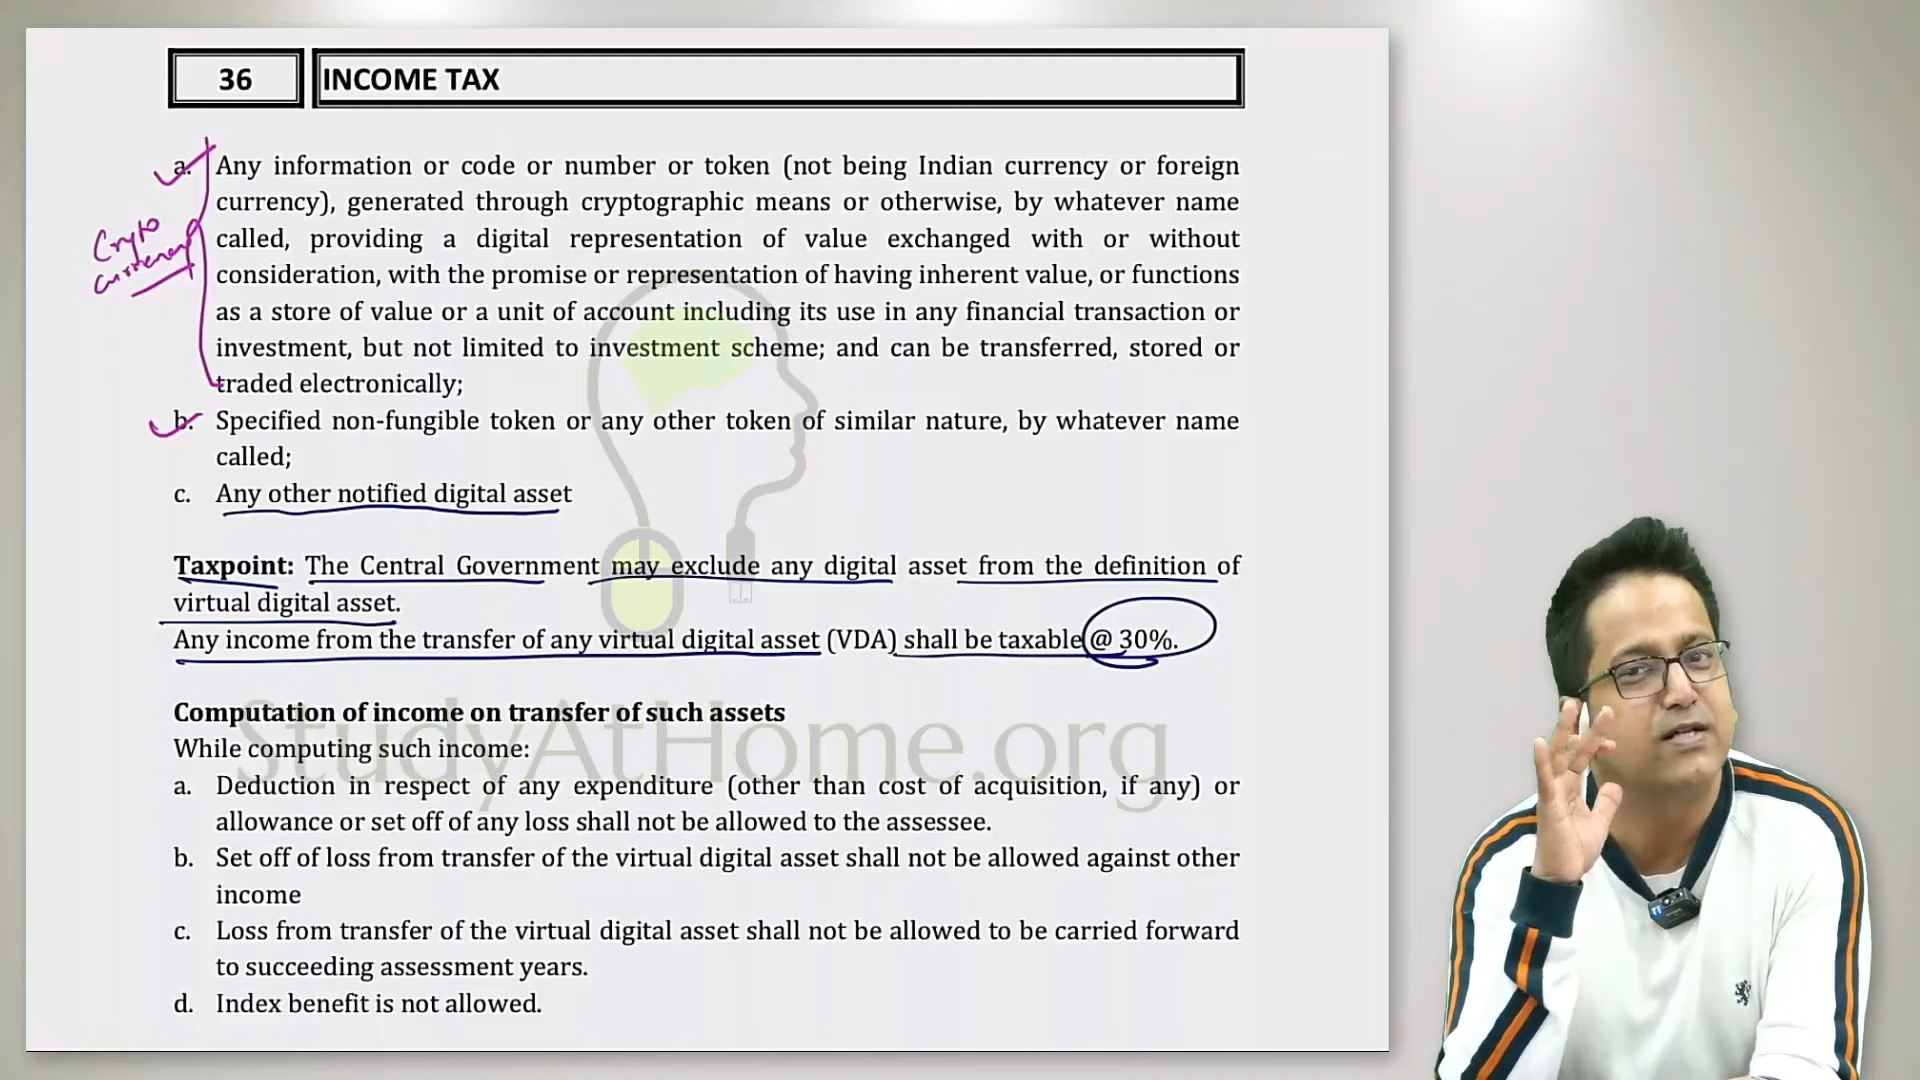 36 INCOME TAX
a. Any information or code or number or token (not being Indian currency or foreign
currency), generated through cryptographic means or otherwise, by whatever name
called, providing a digital representation of value exchanged with or without
consideration, with the promise or representation of having inherent value, or functions
as a store of value or a unit of account including its use in any financial transaction or
investment, but not limited to investment scheme; and can be transferred, stored or
traded electronically;
Cryto
currency
b. Specified non-fungible token or any other token of similar nature, by whatever name
called;
c. Any other notified digital asset
Taxpoint: The Central Government may exclude any digital asset from the definition of
virtual digital asset.
Any income from the transfer of any virtual digital asset (VDA) shall be taxable @ 30%.
StudyAtHome.org
Computation of income on transfer of such assets
While computing such income:
a. Deduction in respect of any expenditure (other than cost of acquisition, if any) or
allowance or set off of any loss shall not be allowed to the assessee.
b. Set off of loss from transfer of the virtual digital asset shall not be allowed against other
income
c. Loss from transfer of the virtual digital asset shall not be allowed to be carried forward
to succeeding assessment years.
d. Index benefit is not allowed.